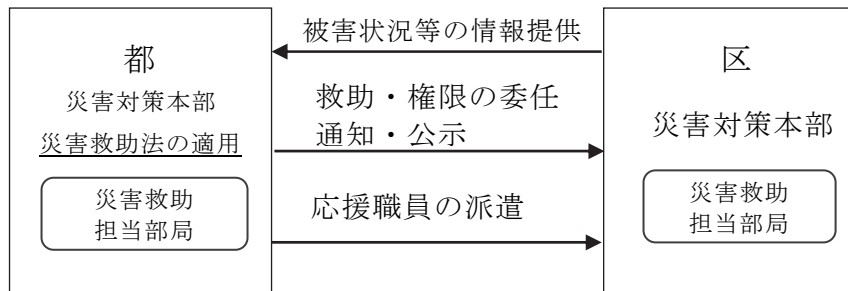 都
災害対策本部
災害救助法の適用
災害救助
担当部局
被害状況等の情報提供
救助・権限の委任
通知・公示
応援職員の派遣
区
災害対策本部
災害救助
担当部局